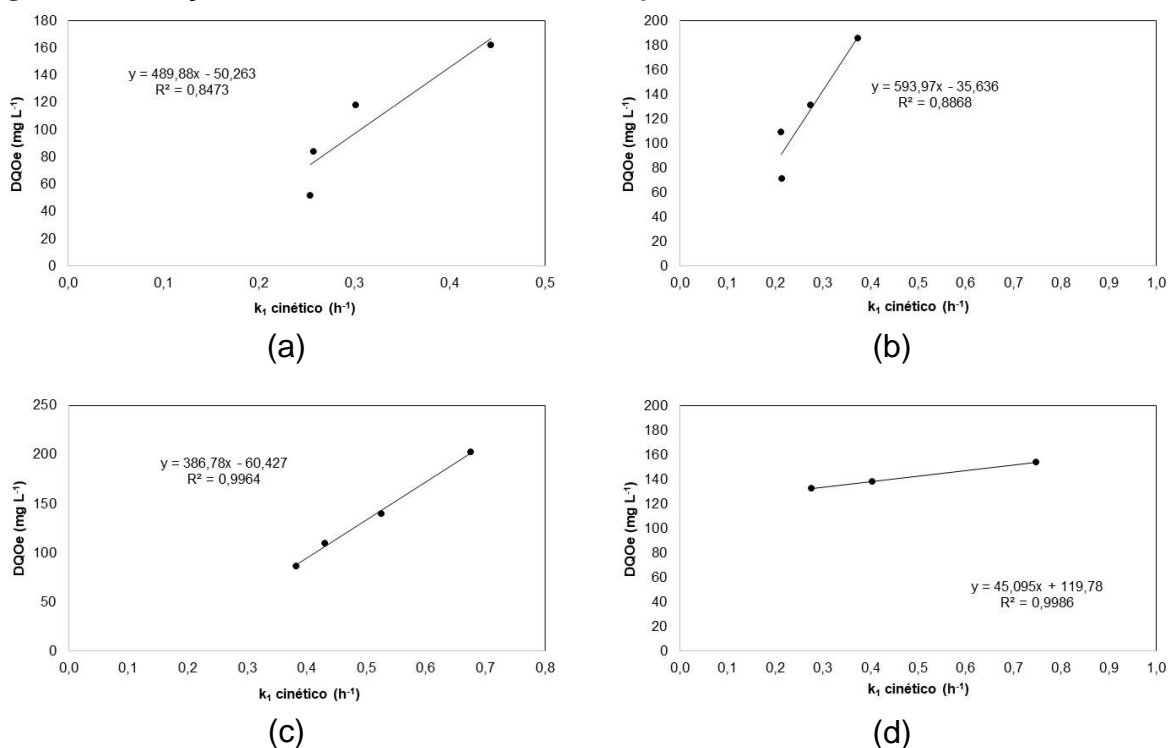 180
160
140
120
100
80
60
40
20
0
DQOe (mg L-1)
y = 489,88x - 50,263
R² = 0,8473
0,0 0,1 0,2 0,3 0,4 0,5
k1 cinético (h-1)
(a)
200
180
160
140
120
100
80
60
40
20
0
DQOe (mg L-1)
y = 593,97x - 35,636
R² = 0,8868
0,0 0,1 0,2 0,3 0,4 0,5 0,6 0,7 0,8 0,9 1,0
k1 cinético (h-1)
(b)
250
200
150
100
50
0
DQOe (mg L-1)
y = 386,78x - 60,427
R² = 0,9964
0,0 0,1 0,2 0,3 0,4 0,5 0,6 0,7 0,8
k1 cinético (h-1)
(c)
200
180
160
140
120
100
80
60
40
20
0
DQOe (mg L-1)
y = 45,095x + 119,78
R² = 0,9986
0,0 0,1 0,2 0,3 0,4 0,5 0,6 0,7 0,8 0,9 1,0
k1 cinético (h-1)
(d)